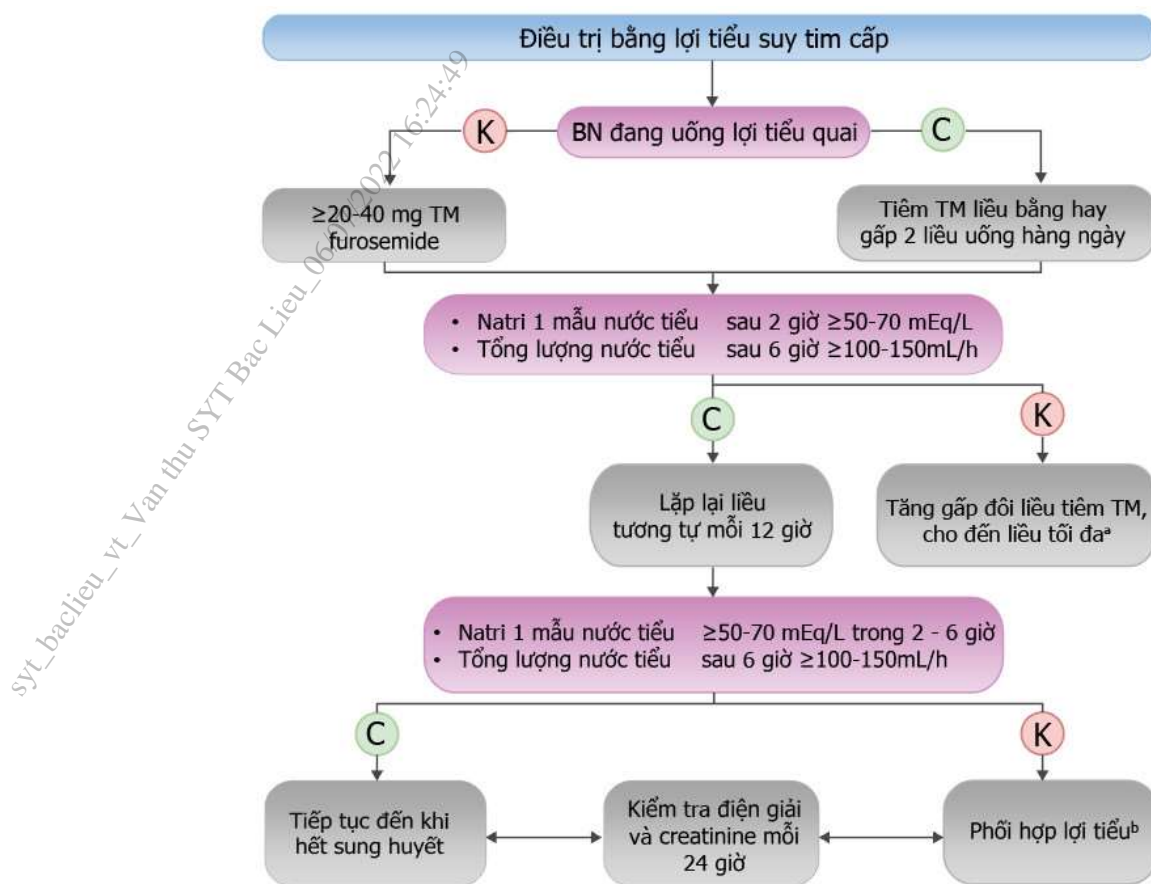 Điều trị bằng lợi tiểu suy tim cấp
K
BN đang uống lợi tiểu quai
C
≥20-40 mg TM
furosemide
Tiêm TM liều bằng hay
gấp 2 liều uống hàng ngày
• Natri 1 mẫu nước tiểu sau 2 giờ ≥50-70 mEq/L
• Tổng lượng nước tiểu sau 6 giờ ≥100-150mL/h
C
K
Lặp lại liều
tương tự mỗi 12 giờ
Tăng gấp đôi liều tiêm TM,
cho đến liều tối đaᵃ
• Natri 1 mẫu nước tiểu ≥50-70 mEq/L trong 2 - 6 giờ
• Tổng lượng nước tiểu sau 6 giờ ≥100-150mL/h
C
K
Tiếp tục đến khi
hết sung huyết
Kiểm tra điện giải
và creatinine mỗi
24 giờ
Phối hợp lợi tiểuᵇ
syt_baclieu_vt_Van thu SYT Bac Lieu_06/07/2022 16:24:49